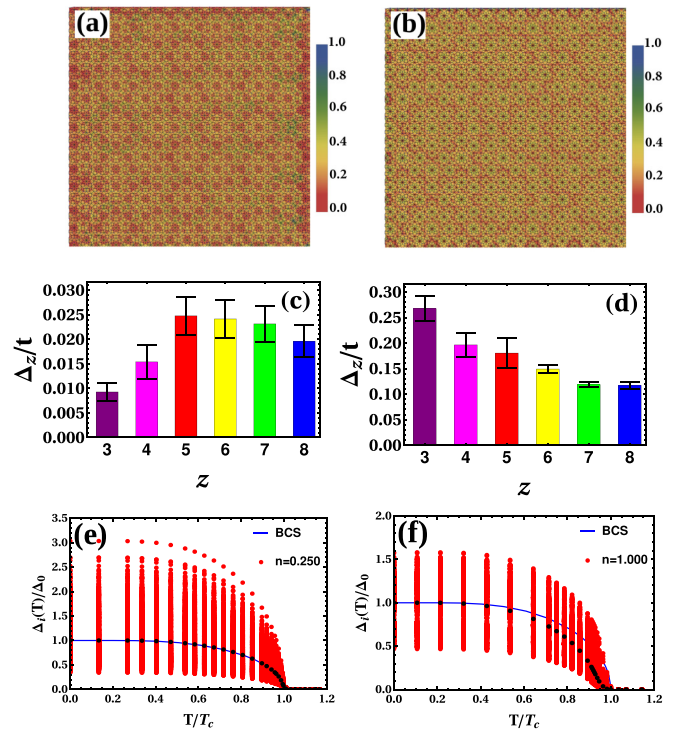 (a)
1.0
0.8
0.6
0.4
0.2
0.0
(b)
1.0
0.8
0.6
0.4
0.2
0.0
(c)
Δz/t
0.030
0.025
0.020
0.015
0.010
0.005
0.000
3 4 5 6 7 8
z
(d)
Δz/t
0.30
0.25
0.20
0.15
0.10
0.05
0.00
3 4 5 6 7 8
z
(e)
BCS
n=0.250
Δi(T)/Δ0
3.5
3.0
2.5
2.0
1.5
1.0
0.5
0.0
0.0 0.2 0.4 0.6 0.8 1.0 1.2
T/Tc
(f)
BCS
n=1.000
Δi(T)/Δ0
2.0
1.5
1.0
0.5
0.0
0.0 0.2 0.4 0.6 0.8 1.0 1.2
T/Tc